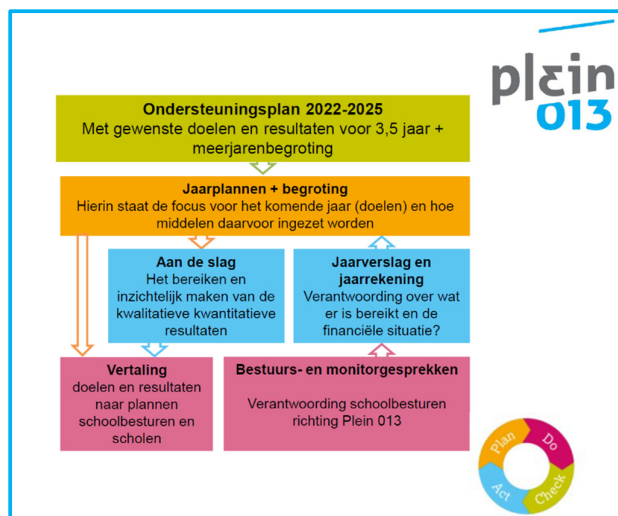 plein
013
Ondersteuningsplan 2022-2025
Met gewenste doelen en resultaten voor 3,5 jaar +
meerjarenbegroting
Jaarplannen + begroting
Hierin staat de focus voor het komende jaar (doelen) en hoe
middelen daarvoor ingezet worden
Aan de slag
Het bereiken en
inzichtelijk maken van de
kwalitatieve kwantitatieve
resultaten
Jaarverslag en
jaarrekening
Verantwoording over wat
er is bereikt en de
financiële situatie?
Vertaling
doelen en resultaten
naar plannen
schoolbesturen en
scholen
Bestuurs- en monitorgesprekken
Verantwoording schoolbesturen
richting Plein 013
Plan
Do
Check
Act